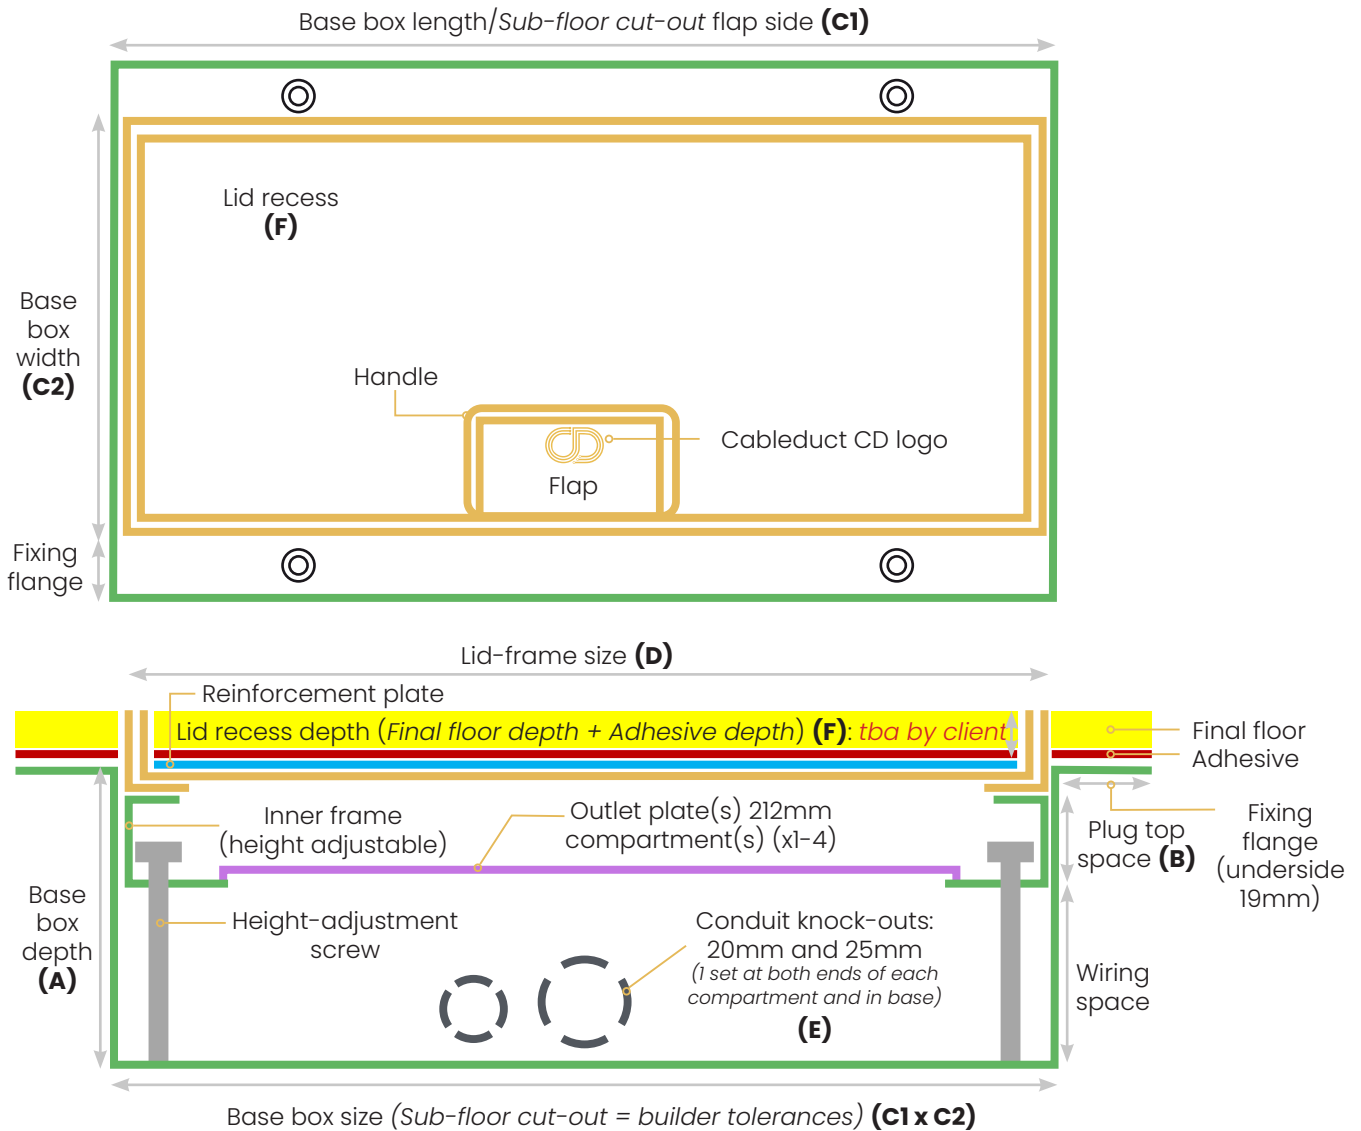 Base box length/Sub-floor cut-out flap side (C1)
Lid recess
(F)
Base
box
width
(C2)
Handle
Cableduct CD logo
Flap
Fixing
flange
Lid-frame size (D)
Reinforcement plate
Lid recess depth (Final floor depth + Adhesive depth) (F): tba by client
Final floor
Adhesive
Inner frame
(height adjustable)
Outlet plate(s) 212mm
compartment(s) (x1-4)
Plug top
space (B)
Fixing
flange
(underside
19mm)
Base
box
depth
(A)
Height-adjustment
screw
Conduit knock-outs:
20mm and 25mm
(1 set at both ends of each
compartment and in base)
(E)
Wiring
space
Base box size (Sub-floor cut-out = builder tolerances) (C1 x C2)